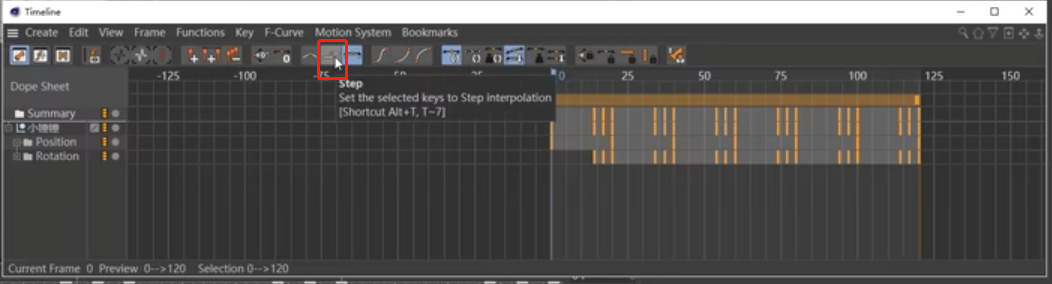 Timeline
Create Edit View Frame Functions Key F-Curve Motion System Bookmarks
-125 -100 -75 -50 -25 0 25 50 75 100 125 150
Dope Sheet
Step
Set the selected keys to Step interpolation
[Shortcut Alt+T, T~7]
Summary
小睡睡
Position
Rotation
Current Frame 0 Preview 0-->120 Selection 0-->120